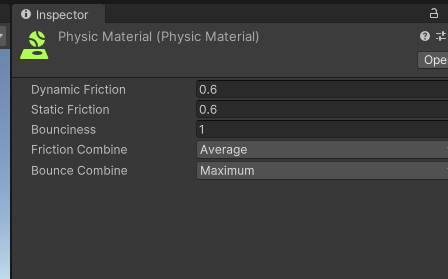 Inspector
Physic Material (Physic Material)
Ope
Dynamic Friction 0.6
Static Friction 0.6
Bounciness 1
Friction Combine Average
Bounce Combine Maximum